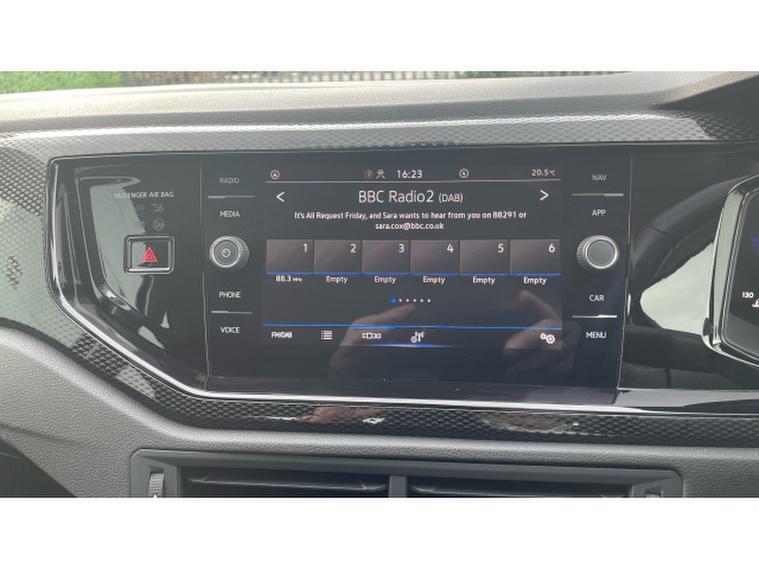 PASSENGER AIR BAG
RADIO
MEDIA
PHONE
VOICE
16:23
20.5°C
< BBC Radio2 (DAB) >
It's All Request Friday, and Sara wants to hear from you on 88291 or
sara.cox@bbc.co.uk
1 2 3 4 5 6
88.3 MHz Empty Empty Empty Empty Empty
FM/DAB
NAV
APP
CAR
MENU
130